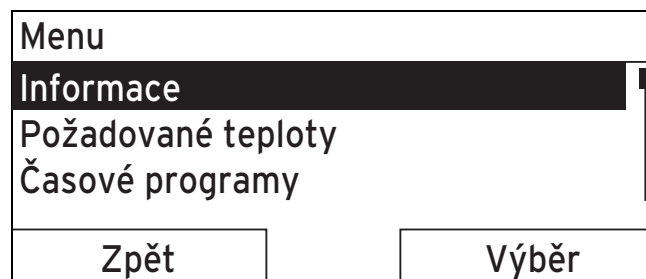 Menu
Informace
Požadované teploty
Časové programy
Zpět
Výběr